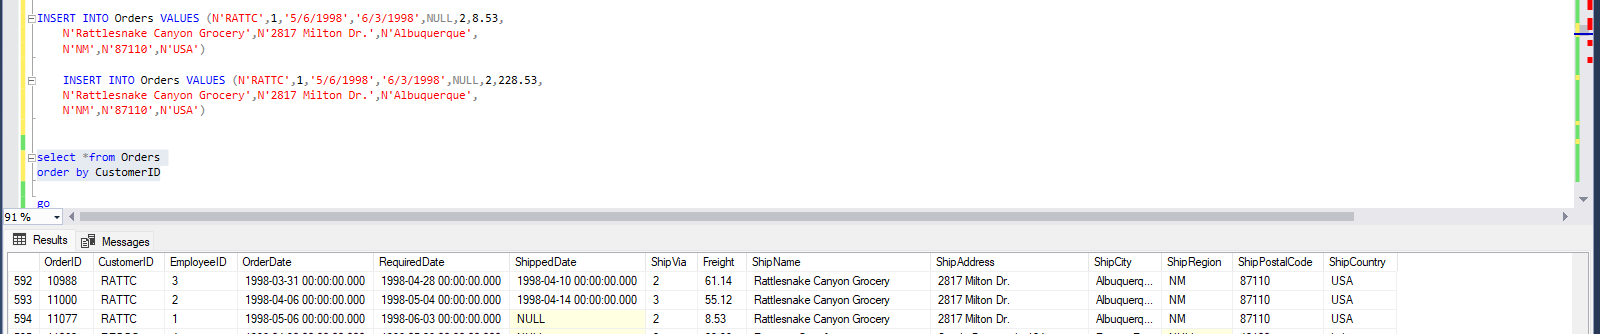 INSERT INTO Orders VALUES (N'RATTC',1,'5/6/1998','6/3/1998',NULL,2,8.53,
N'Rattlesnake Canyon Grocery',N'2817 Milton Dr.',N'Albuquerque',
N'NM',N'87110',N'USA')
INSERT INTO Orders VALUES (N'RATTC',1,'5/6/1998','6/3/1998',NULL,2,228.53,
N'Rattlesnake Canyon Grocery',N'2817 Milton Dr.',N'Albuquerque',
N'NM',N'87110',N'USA')
select *from Orders
order by CustomerID
go
91 %
Results Messages
OrderID CustomerID EmployeeID OrderDate RequiredDate ShippedDate ShipVia Freight ShipName ShipAddress ShipCity ShipRegion ShipPostalCode ShipCountry
592 10988 RATTC 3 1998-03-31 00:00:00.000 1998-04-28 00:00:00.000 1998-04-10 00:00:00.000 2 61.14 Rattlesnake Canyon Grocery 2817 Milton Dr. Albuquerq... NM 87110 USA
593 11000 RATTC 2 1998-04-06 00:00:00.000 1998-05-04 00:00:00.000 1998-04-14 00:00:00.000 3 55.12 Rattlesnake Canyon Grocery 2817 Milton Dr. Albuquerq... NM 87110 USA
594 11077 RATTC 1 1998-05-06 00:00:00.000 1998-06-03 00:00:00.000 NULL 2 8.53 Rattlesnake Canyon Grocery 2817 Milton Dr. Albuquerq... NM 87110 USA